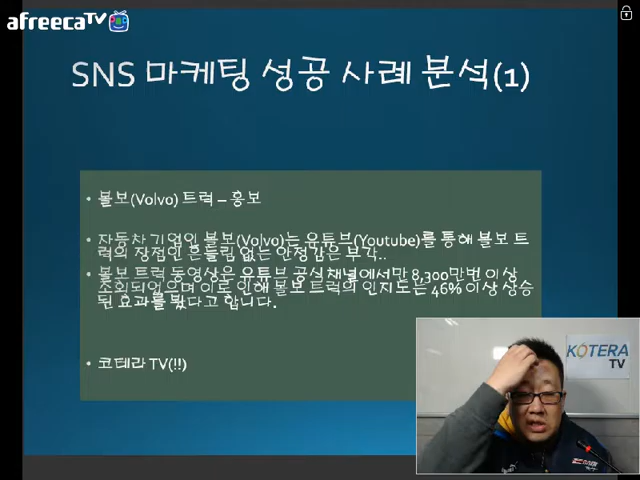 afreecaTV
SNS 마케팅 성공 사례 분석(1)
• 볼보(Volvo) 트럭 – 홍보
• 자동차 기업인 볼보(Volvo)는 유튜브(Youtube)를 통해 볼보 트
럭의 장점인 흔들림 없는 안정감은 부각..
• 볼보 트럭 동영상은 유튜브 공식채널에서만 8,300만번 이상
조회되었으며 이로 인해 볼보 트럭의 인지도는 46% 이상 상승
된 효과를 봤다고 합니다.
• 코테라 TV(!!)
KOTERA
TV